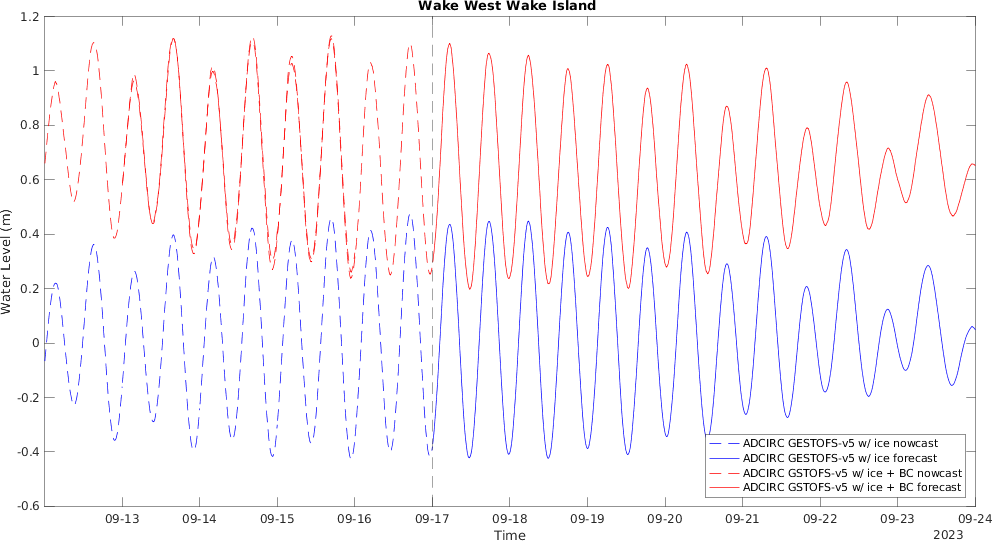 Wake West Wake Island
1.2
1
0.8
0.6
0.4
0.2
0
-0.2
-0.4
-0.6
Water Level (m)
ADCIRC GESTOFS-v5 w/ ice nowcast
ADCIRC GESTOFS-v5 w/ ice forecast
ADCIRC GSTOFS-v5 w/ ice + BC nowcast
ADCIRC GSTOFS-v5 w/ ice + BC forecast
09-13 09-14 09-15 09-16 09-17 09-18 09-19 09-20 09-21 09-22 09-23 09-24
Time
2023